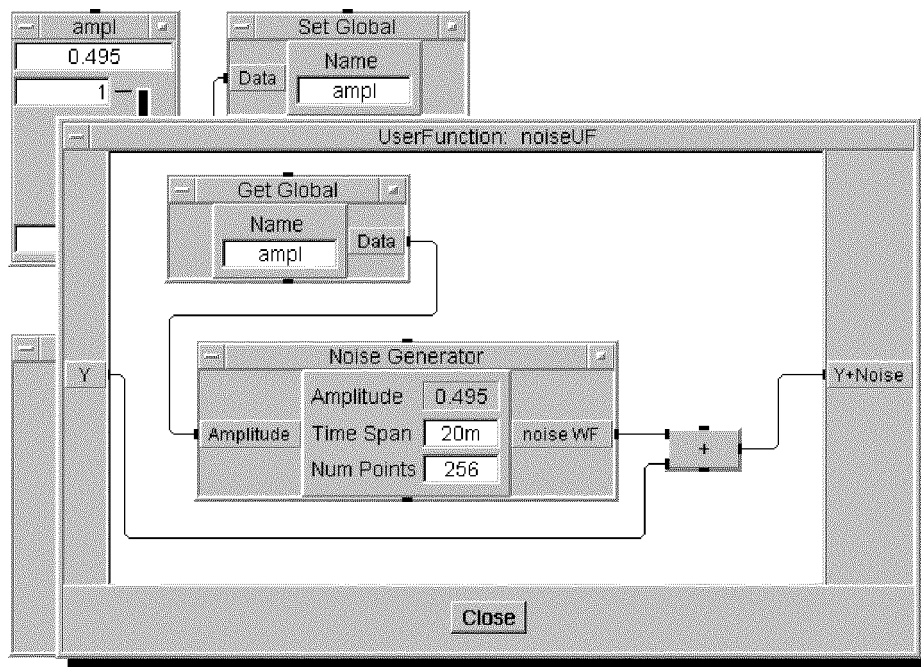 ampl
0.495
1
Set Global
Data
Name
ampl
UserFunction: noiseUF
Get Global
Name
ampl
Data
Y
Noise Generator
Amplitude
Amplitude 0.495
Time Span 20m
Num Points 256
noise WF
+
Y+Noise
Close